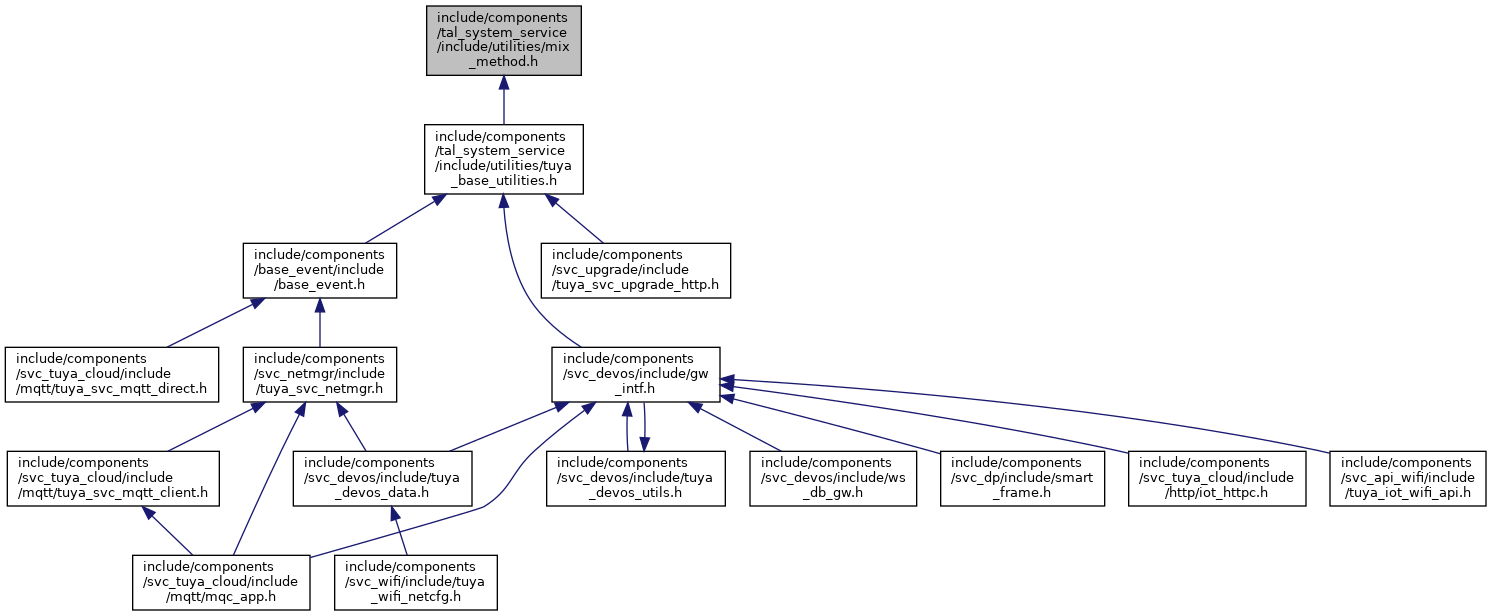 include/components
/tal_system_service
/include/utilities/mix
_method.h
include/components
/tal_system_service
/include/utilities/tuya
_base_utilities.h
include/components
/base_event/include
/base_event.h
include/components
/svc_upgrade/include
/tuya_svc_upgrade_http.h
include/components
/svc_tuya_cloud/include
/mqtt/tuya_svc_mqtt_direct.h
include/components
/svc_netmgr/include
/tuya_svc_netmgr.h
include/components
/svc_devos/include/gw
_intf.h
include/components
/svc_tuya_cloud/include
/mqtt/tuya_svc_mqtt_client.h
include/components
/svc_devos/include/tuya
_devos_data.h
include/components
/svc_devos/include/tuya
_devos_utils.h
include/components
/svc_devos/include/ws
_db_gw.h
include/components
/svc_dp/include/smart
_frame.h
include/components
/svc_tuya_cloud/include
/http/iot_httpc.h
include/components
/svc_api_wifi/include
/tuya_iot_wifi_api.h
include/components
/svc_tuya_cloud/include
/mqtt/mqc_app.h
include/components
/svc_wifi/include/tuya
_wifi_netcfg.h